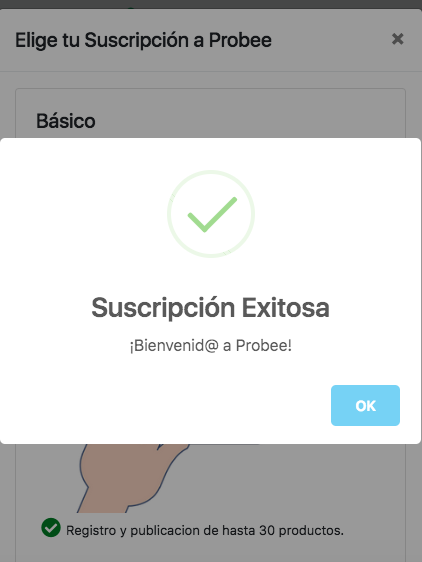 Elige tu Suscripción a Probee
×
Básico
Suscripción Exitosa
¡Bienvenid@ a Probee!
OK
Registro y publicacion de hasta 30 productos.